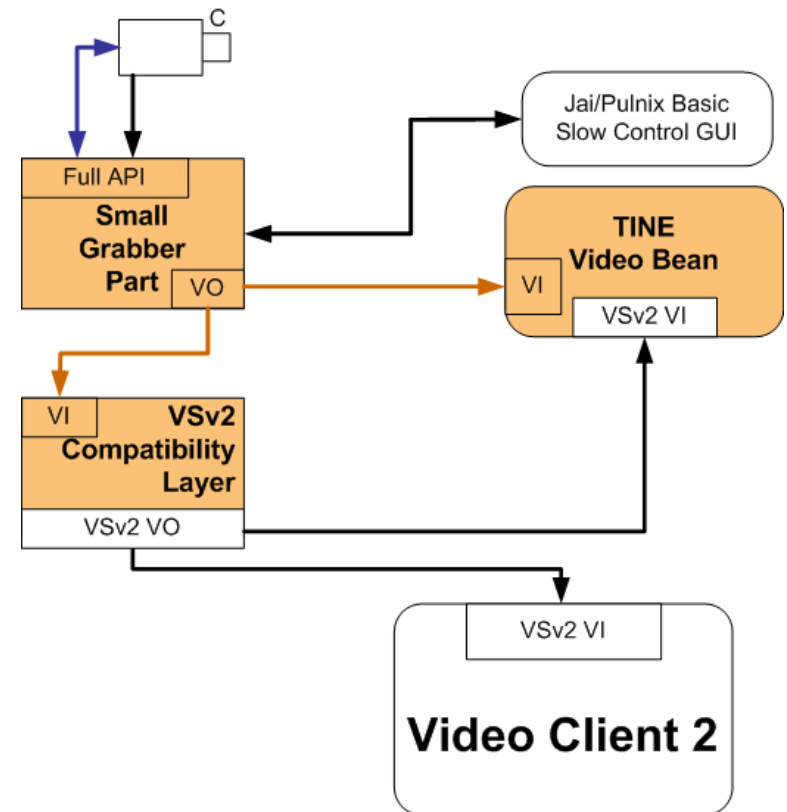 C
Jai/Pulnix Basic
Slow Control GUI
Full API
Small
Grabber
Part
VO
TINE
Video Bean
VI
VSv2 VI
VI
VSv2
Compatibility
Layer
VSv2 VO
VSv2 VI
Video Client 2